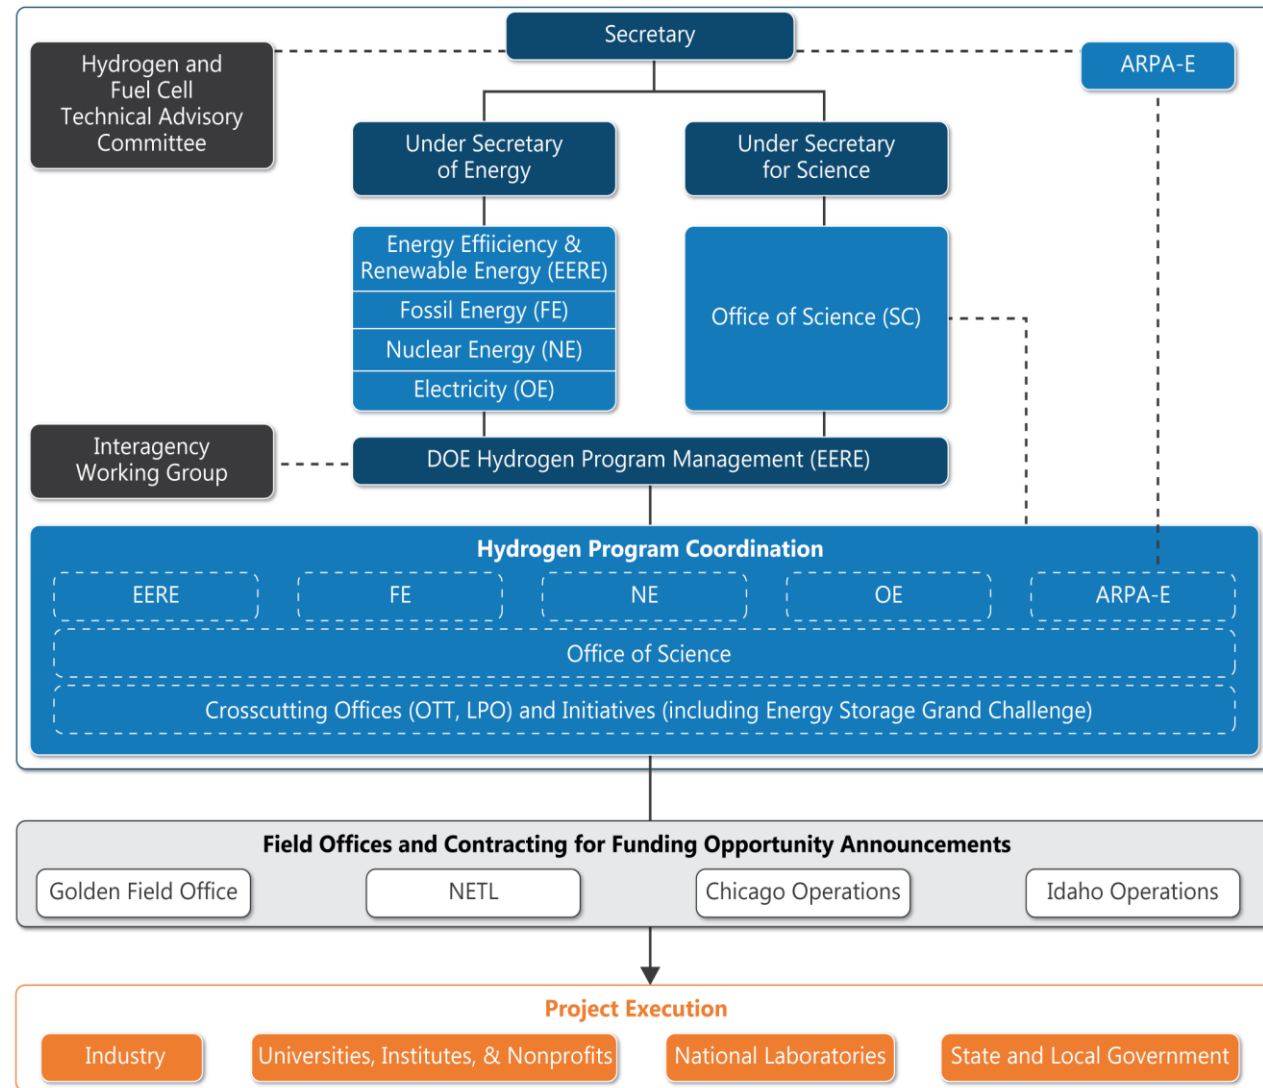 Secretary
Hydrogen and
Fuel Cell
Technical Advisory
Committee
ARPA-E
Under Secretary
of Energy
Under Secretary
for Science
Energy Effiiciency &
Renewable Energy (EERE)
Fossil Energy (FE)
Nuclear Energy (NE)
Electricity (OE)
Office of Science (SC)
Interagency
Working Group
DOE Hydrogen Program Management (EERE)
Hydrogen Program Coordination
EERE
FE
NE
OE
ARPA-E
Office of Science
Crosscutting Offices (OTT, LPO) and Initiatives (including Energy Storage Grand Challenge)
Field Offices and Contracting for Funding Opportunity Announcements
Golden Field Office
NETL
Chicago Operations
Idaho Operations
Project Execution
Industry
Universities, Institutes, & Nonprofits
National Laboratories
State and Local Government